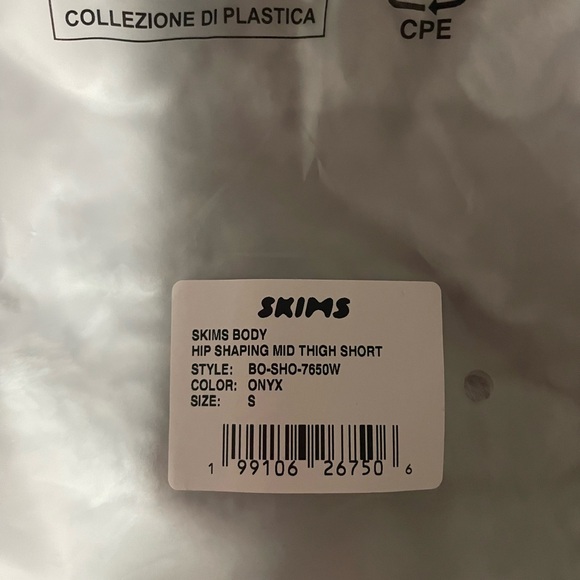 COLLEZIONE DI PLASTICA
CPE
SKIMS
SKIMS BODY
HIP SHAPING MID THIGH SHORT
STYLE: BO-SHO-7650W
COLOR: ONYX
SIZE: S
1 99106 26750 6